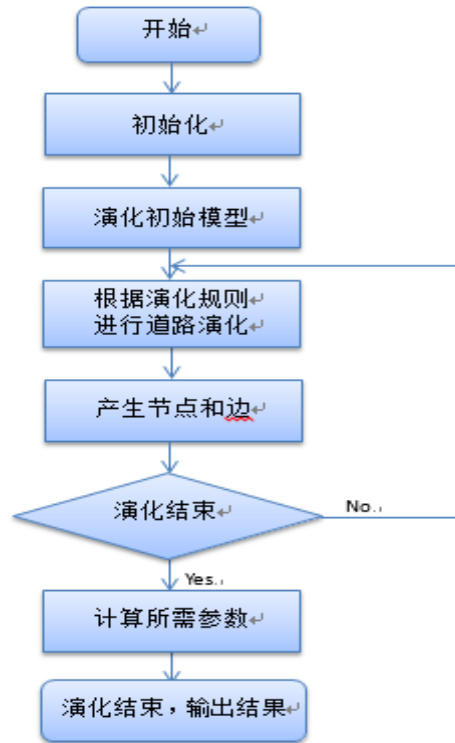 开始
初始化
演化初始模型
根据演化规则
进行道路演化
产生节点和边
演化结束
No.
Yes.
计算所需参数
演化结束，输出结果